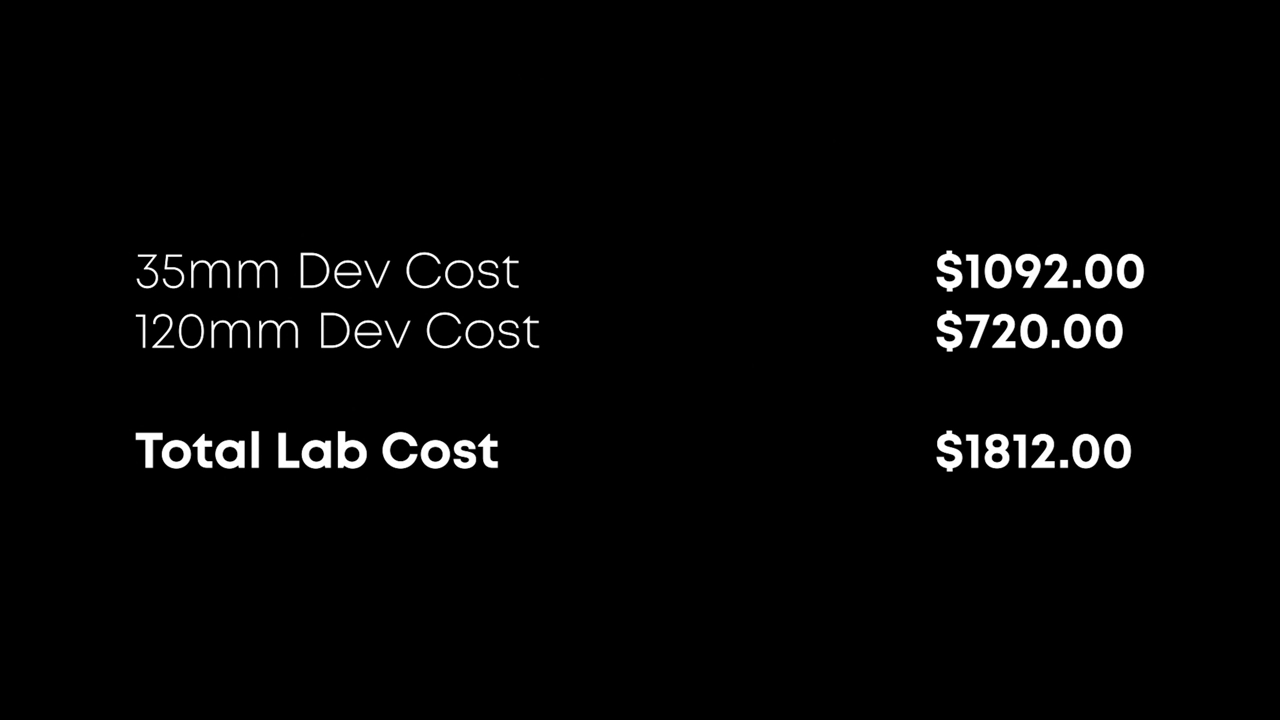 35mm Dev Cost $1092.00
120mm Dev Cost $720.00
Total Lab Cost $1812.00